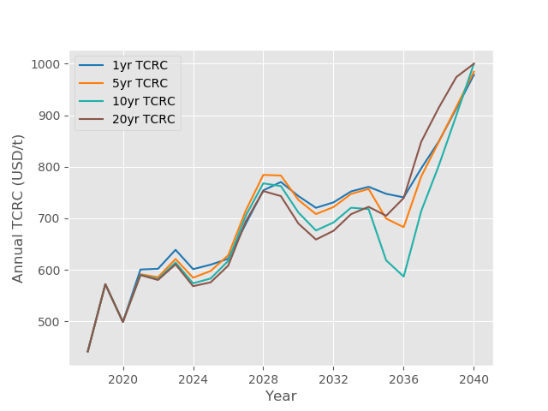 1yr TCRC
5yr TCRC
10yr TCRC
20yr TCRC
1000
900
800
700
600
500
Annual TCRC (USD/t)
2020 2024 2028 2032 2036 2040
Year